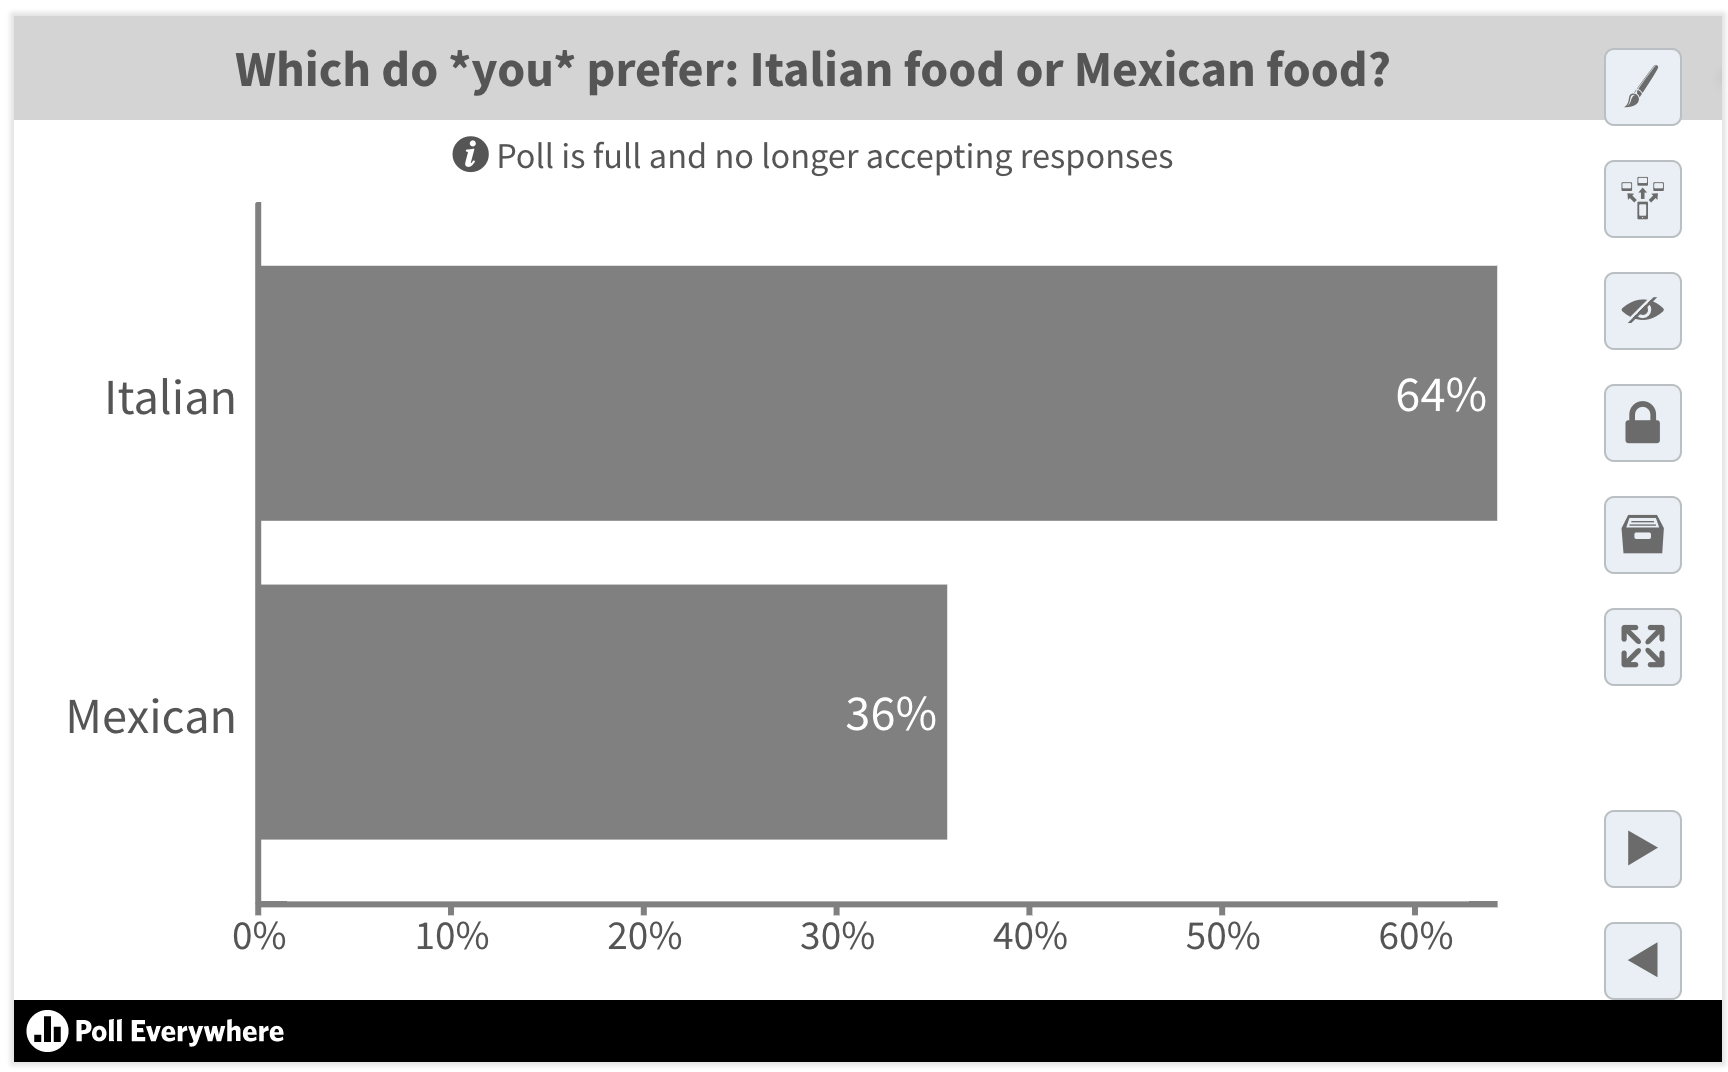 Which do *you* prefer: Italian food or Mexican food?
Poll is full and no longer accepting responses
Italian
64%
Mexican
36%
0% 10% 20% 30% 40% 50% 60%
Poll Everywhere